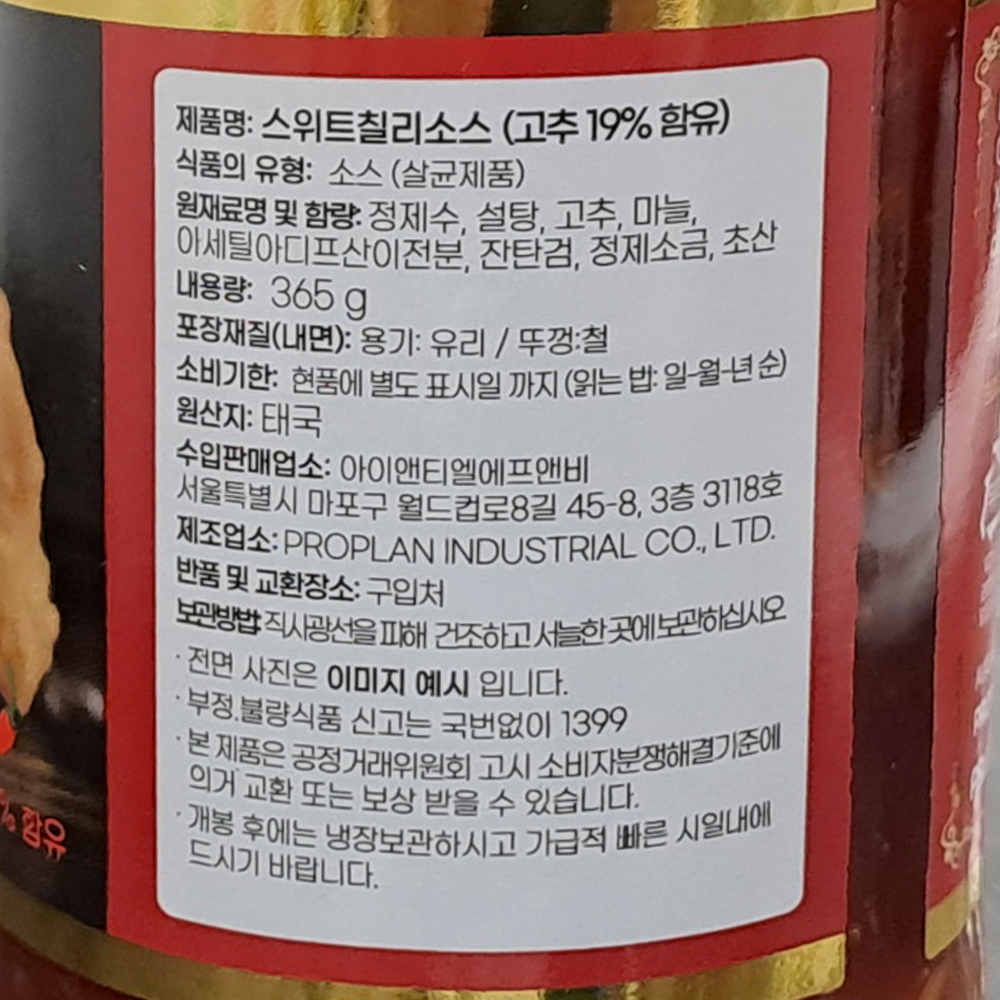 제품명: 스위트칠리소스 (고추 19% 함유)
식품의 유형: 소스 (살균제품)
원재료명 및 함량: 정제수, 설탕, 고추, 마늘,
아세틸아디프산이전분, 잔탄검, 정제소금, 초산
내용량: 365 g
포장재질(내면): 용기: 유리 / 뚜껑:철
소비기한: 현품에 별도 표시일 까지 (읽는 법: 일-월-년 순)
원산지: 태국
수입판매업소: 아이앤티엘에프앤비
서울특별시 마포구 월드컵로8길 45-8, 3층 3118호
제조업소: PROPLAN INDUSTRIAL CO., LTD.
반품 및 교환장소: 구입처
보관방법: 직사광선을 피해 건조하고 서늘한 곳에 보관하십시오
· 전면 사진은 이미지 예시 입니다.
· 부정.불량식품 신고는 국번없이 1399
· 본 제품은 공정거래위원회 고시 소비자분쟁해결기준에
의거 교환 또는 보상 받을 수 있습니다.
· 개봉 후에는 냉장보관하시고 가급적 빠른 시일내에
드시기 바랍니다.
% 함유